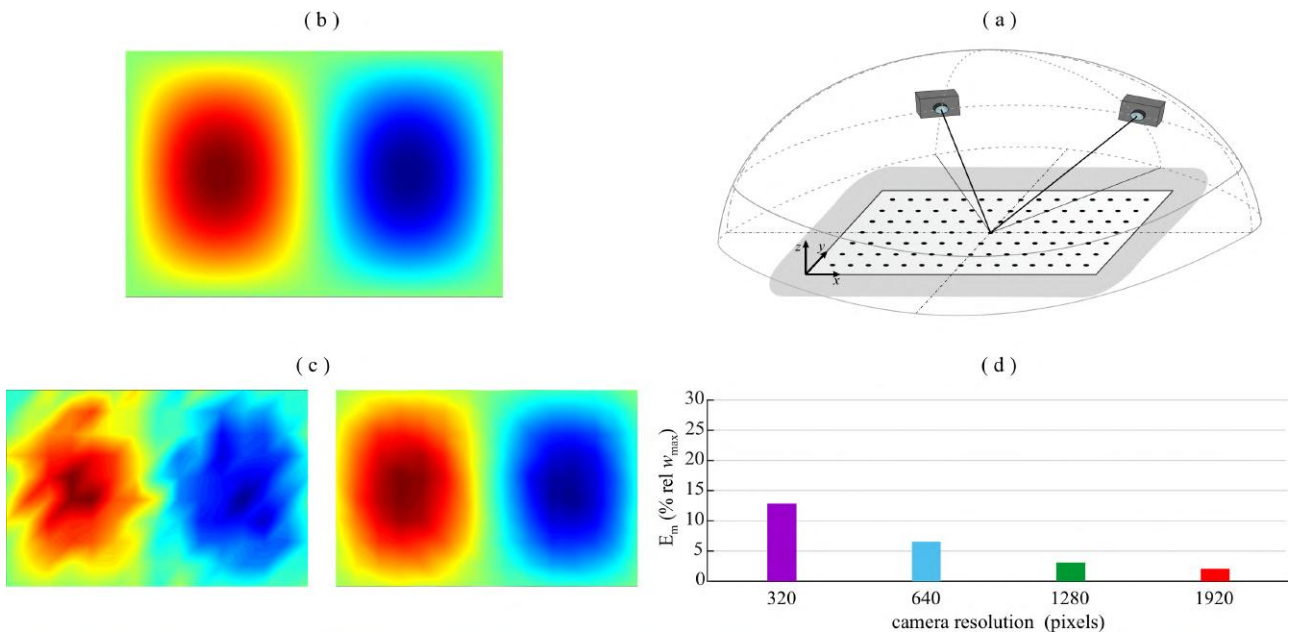 ( b )
( a )
z
y
x
( c )
( d )
E_m (% rel w_max)
30
25
20
15
10
5
0
320 640 1280 1920
camera resolution (pixels)